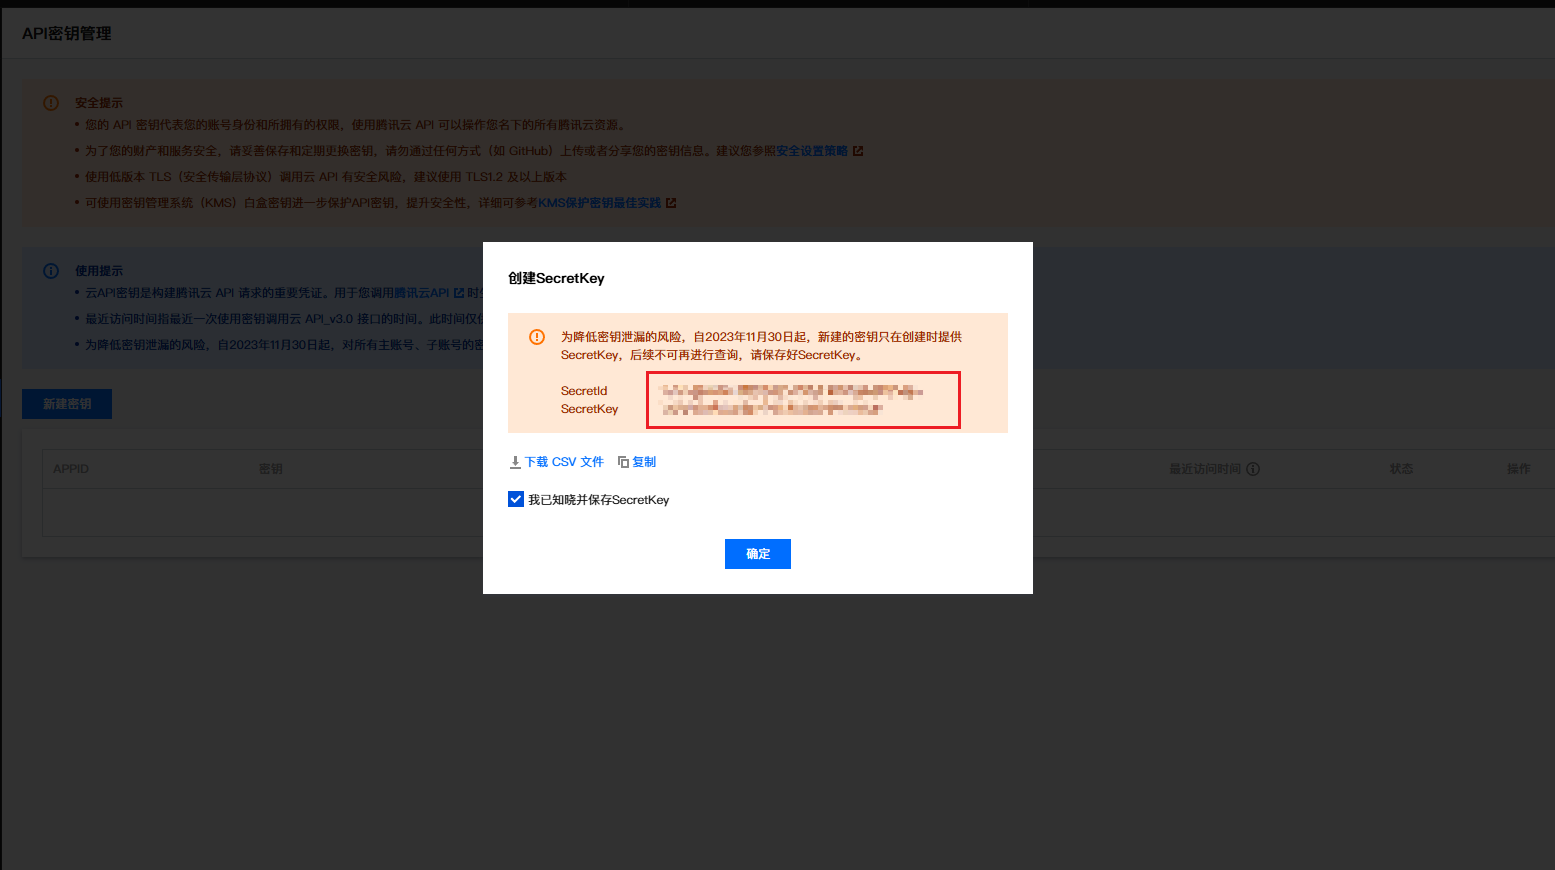 API密钥管理
安全提示
• 您的 API 密钥代表您的账号身份和所拥有的权限，使用腾讯云 API 可以操作您名下的所有腾讯云资源。
• 为了您的财产和服务安全，请妥善保存和定期更换密钥，请勿通过任何方式（如 GitHub）上传或者分享您的密钥信息。建议您参照安全设置策略
• 使用低版本 TLS（安全传输层协议）调用云 API 有安全风险，建议使用 TLS1.2 及以上版本
• 可使用密钥管理系统（KMS）白盒密钥进一步保护API密钥，提升安全性，详细可参考KMS保护密钥最佳实践
使用提示
• 云API密钥是构建腾讯云 API 请求的重要凭证。用于您调用腾讯云API 时
• 最近访问时间指最近一次使用密钥调用云 API_v3.0 接口的时间。此时间仅
• 为降低密钥泄漏的风险，自2023年11月30日起，对所有主账号、子账号的密
新建密钥
APPID 密钥 最近访问时间 状态 操作
创建SecretKey
为降低密钥泄漏的风险，自2023年11月30日起，新建的密钥只在创建时提供
SecretKey，后续不可再进行查询，请保存好SecretKey。
SecretId
SecretKey
下载 CSV 文件 复制
我已知晓并保存SecretKey
确定